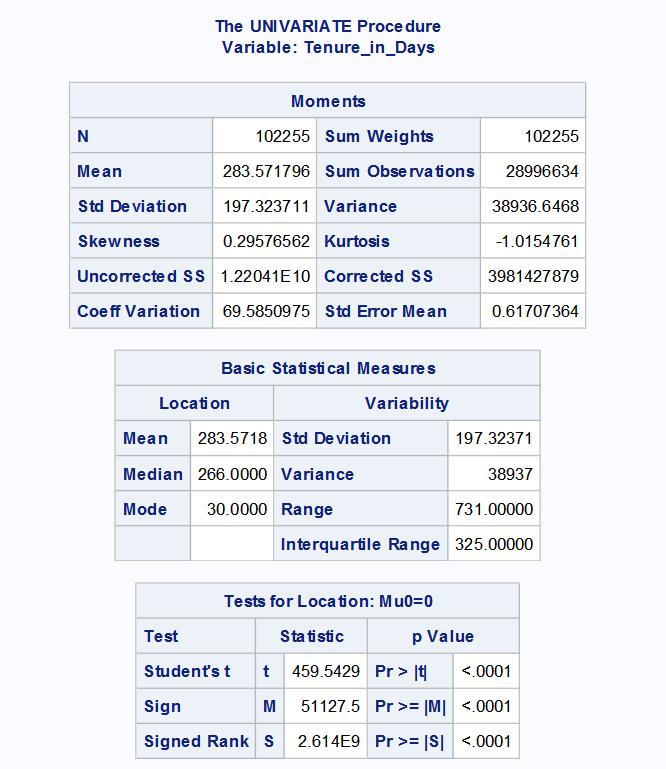 The UNIVARIATE Procedure
Variable: Tenure_in_Days
Moments
N 102255 Sum Weights 102255
Mean 283.571796 Sum Observations 28996634
Std Deviation 197.323711 Variance 38936.6468
Skewness 0.29576562 Kurtosis -1.0154761
Uncorrected SS 1.22041E10 Corrected SS 3981427879
Coeff Variation 69.5850975 Std Error Mean 0.61707364
Basic Statistical Measures
Location Variability
Mean 283.5718 Std Deviation 197.32371
Median 266.0000 Variance 38937
Mode 30.0000 Range 731.00000
Interquartile Range 325.00000
Tests for Location: Mu0=0
Test Statistic p Value
Student's t t 459.5429 Pr > |t| <.0001
Sign M 51127.5 Pr >= |M| <.0001
Signed Rank S 2.614E9 Pr >= |S| <.0001